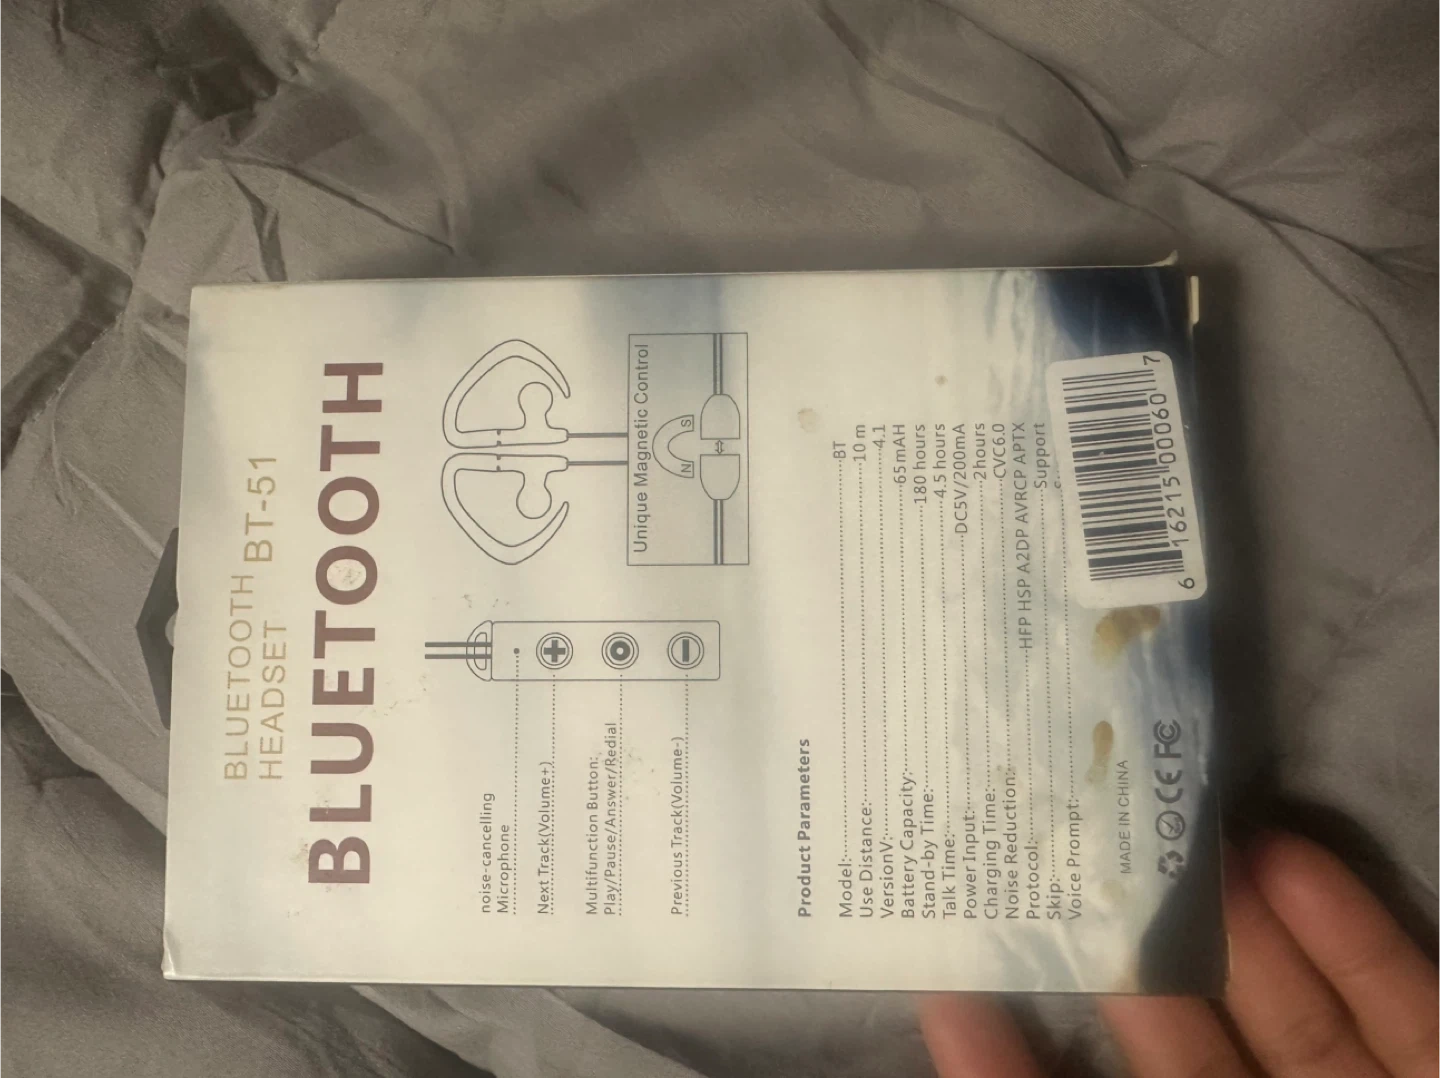 BLUETOOTH
HEADSET BT-51
BLUETOOTH
noise-cancelling
Microphone
Next Track(Volume+)
Multifunction Button:
Play/Pause/Answer/Redial
Previous Track(Volume-)
Unique Magnetic Control
N S
Product Parameters
Model:BT
Use Distance:10 m
VersionV:4.1
Battery Capacity:65mAH
Stand-by Time:180 hours
Talk Time:4.5 hours
Power Input:DC5V/200mA
Charging Time:2hours
Noise Reduction:CVC6.0
Protocol:HFP HSP A2DP AVRCP APTX
Skip:Support
Voice Prompt:
MADE IN CHINA
CE FC
6 16215 00060 7